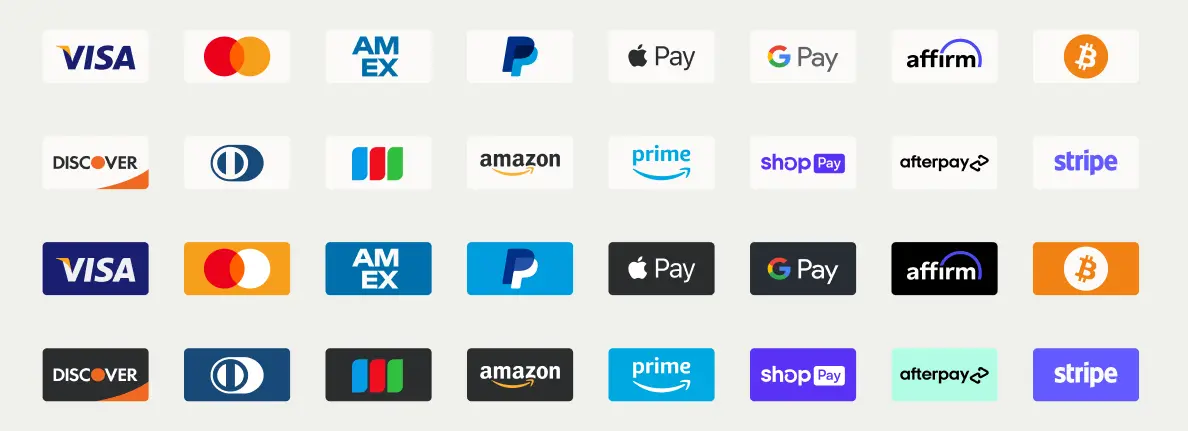 VISA
AM
EX
P
Pay
G Pay
affirm
₿
DISCOVER
amazon
prime
shop Pay
afterpay
stripe
VISA
AM
EX
P
Pay
G Pay
affirm
₿
DISCOVER
amazon
prime
shop Pay
afterpay
stripe